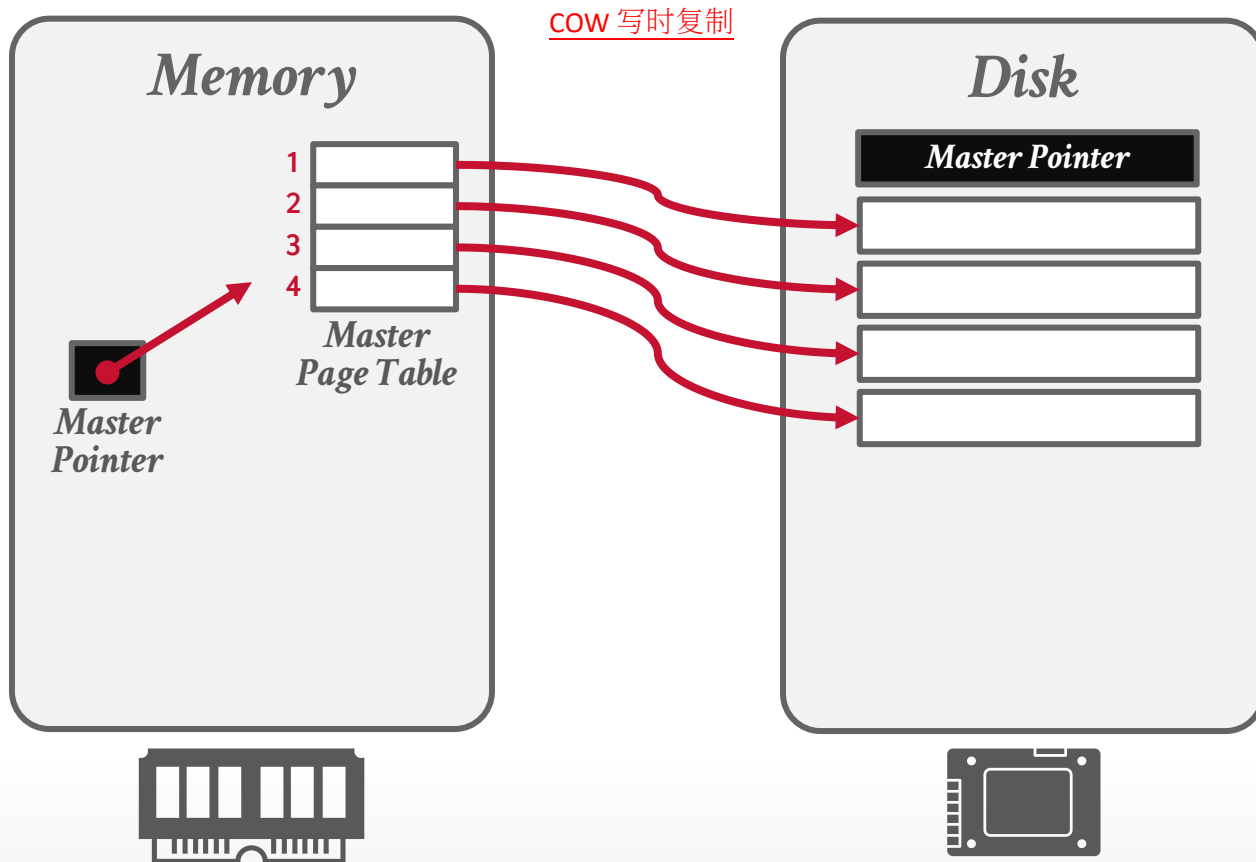 COW 写时复制
Memory
Disk
1
2
3
4
Master Pointer
Master
Page Table
Master
Pointer